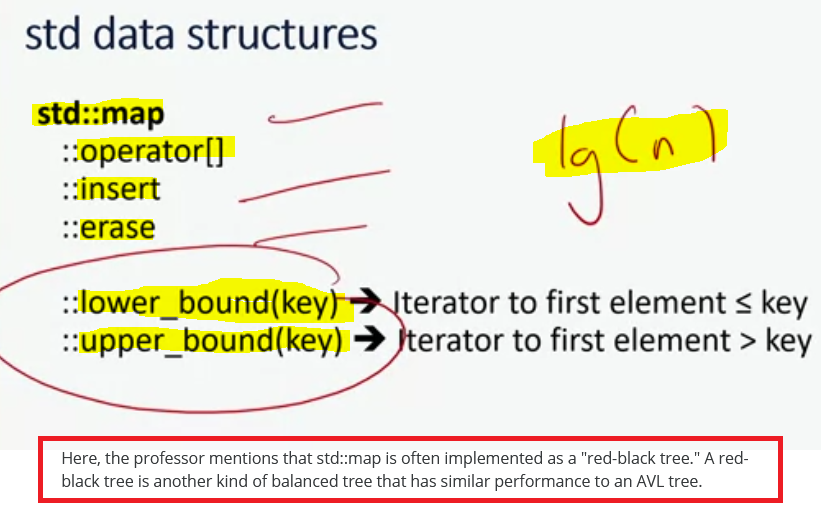 std data structures
std::map
::operator[]
lg(n)
::insert
::erase
::lower_bound(key) ➔ Iterator to first element ≤ key
::upper_bound(key) ➔ Iterator to first element > key
Here, the professor mentions that std::map is often implemented as a "red-black tree." A red-
black tree is another kind of balanced tree that has similar performance to an AVL tree.